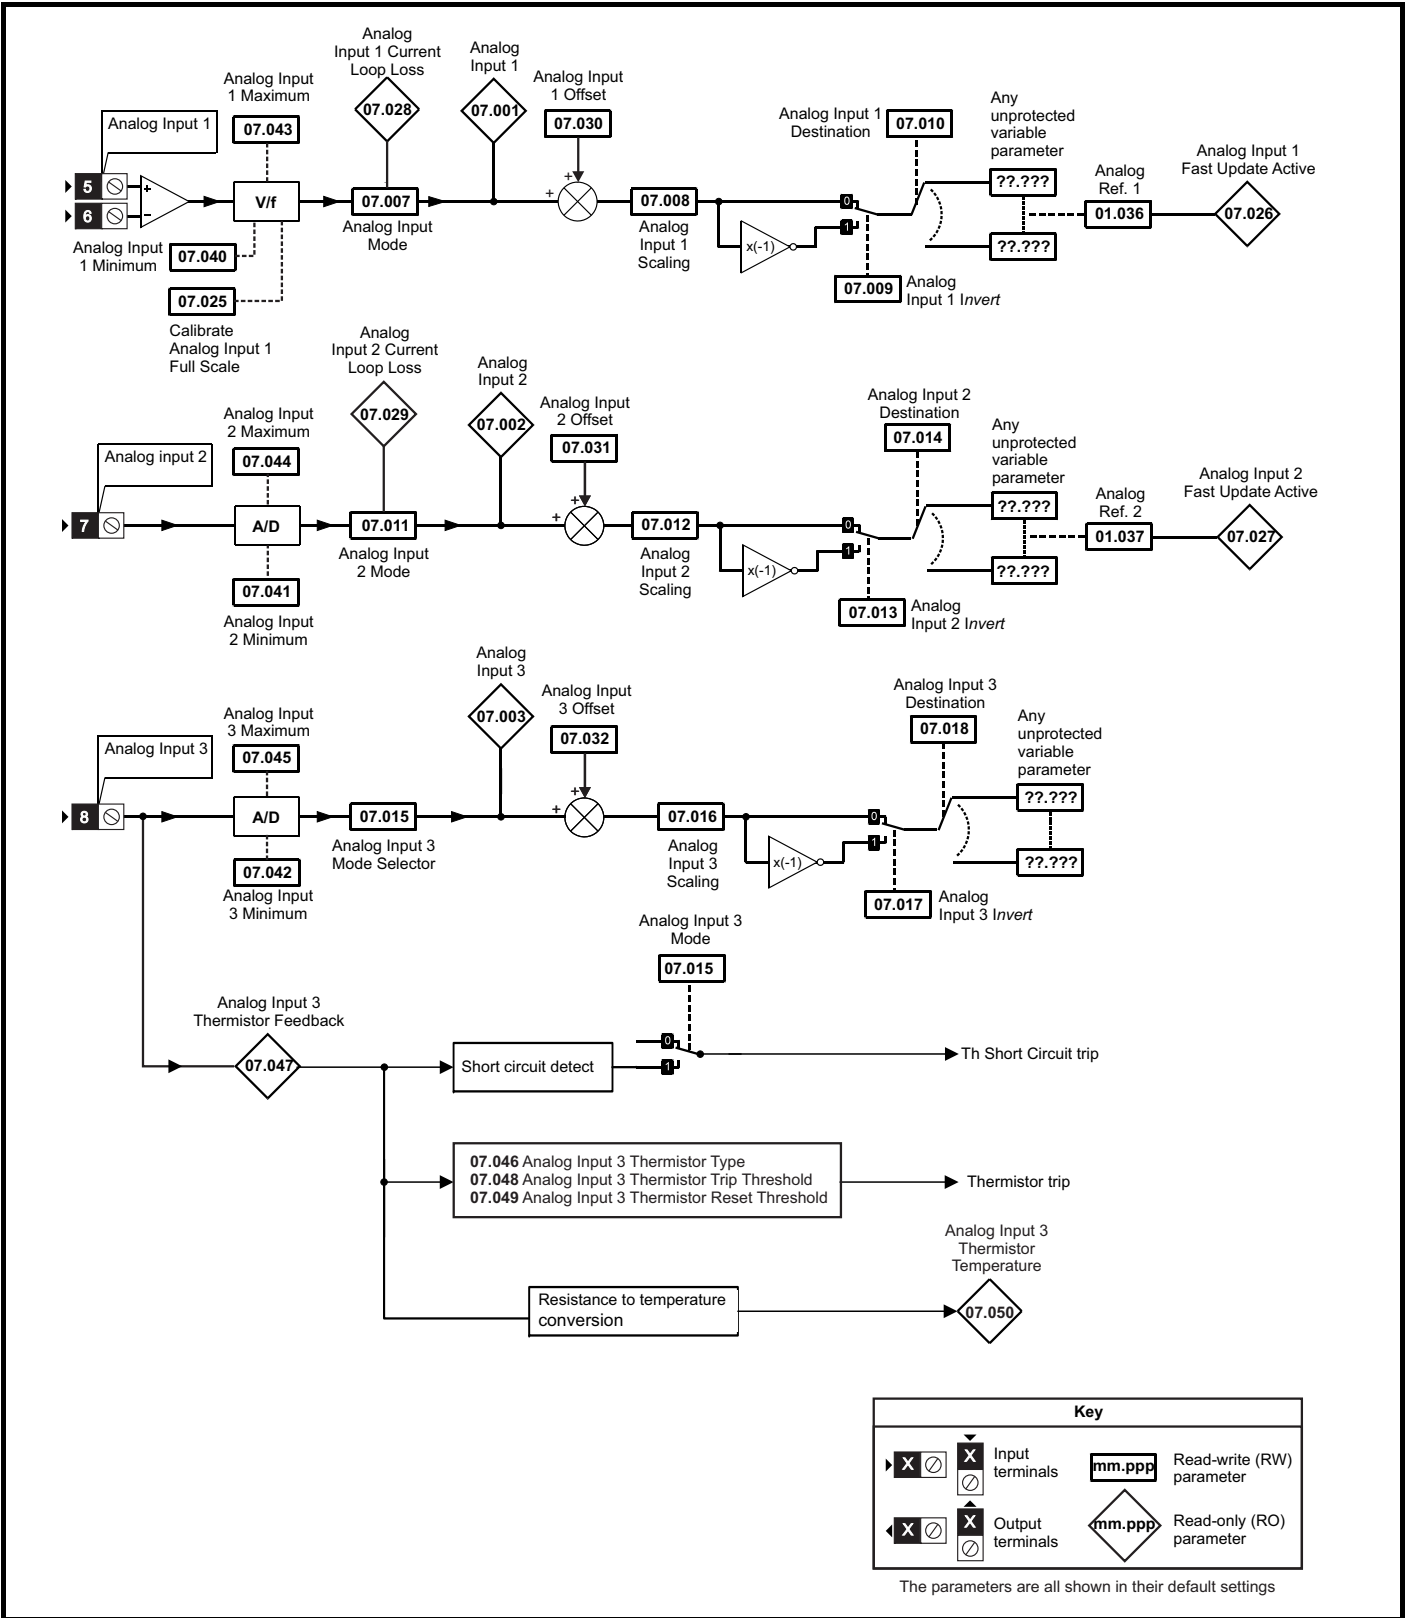 Analog Input
1 Maximum
07.043
Analog
Input 1 Current
Loop Loss
07.028
Analog
Input 1
07.001
Analog Input
1 Offset
07.030
Analog Input 1
Destination
07.010
Any
unprotected
variable
parameter
??.???
??.???
Analog
Ref. 1
01.036
Analog Input 1
Fast Update Active
07.026
Analog Input 1
5
6
+
−
V/f
07.007
Analog Input
Mode
+
+
07.008
Analog
Input 1
Scaling
x(-1)
0
1
07.009
Analog
Input 1 Invert
Analog Input
1 Minimum
07.040
07.025
Calibrate
Analog Input 1
Full Scale
Analog Input
2 Maximum
07.044
Analog
Input 2 Current
Loop Loss
07.029
Analog
Input 2
07.002
Analog Input
2 Offset
07.031
Analog Input 2
Destination
07.014
Any
unprotected
variable
parameter
??.???
??.???
Analog
Ref. 2
01.037
Analog Input 2
Fast Update Active
07.027
Analog input 2
7
A/D
07.011
Analog Input
2 Mode
+
+
07.012
Analog
Input 2
Scaling
x(-1)
0
1
07.013
Analog
Input 2 Invert
07.041
Analog Input
2 Minimum
Analog Input
3 Maximum
07.045
Analog
Input 3
07.003
Analog Input
3 Offset
07.032
Analog Input 3
Destination
07.018
Any
unprotected
variable
parameter
??.???
??.???
Analog Input 3
8
A/D
07.015
Analog Input 3
Mode Selector
+
+
07.016
Analog
Input 3
Scaling
x(-1)
0
1
07.017
Analog
Input 3 Invert
07.042
Analog Input
3 Minimum
Analog Input 3
Mode
07.015
Analog Input 3
Thermistor Feedback
07.047
Short circuit detect
0
1
Th Short Circuit trip
07.046 Analog Input 3 Thermistor Type
07.048 Analog Input 3 Thermistor Trip Threshold
07.049 Analog Input 3 Thermistor Reset Threshold
Thermistor trip
Analog Input 3
Thermistor
Temperature
07.050
Resistance to temperature
conversion
Key
X
X
Input
terminals
mm.ppp
Read-write (RW)
parameter
X
X
Output
terminals
mm.ppp
Read-only (RO)
parameter
The parameters are all shown in their default settings